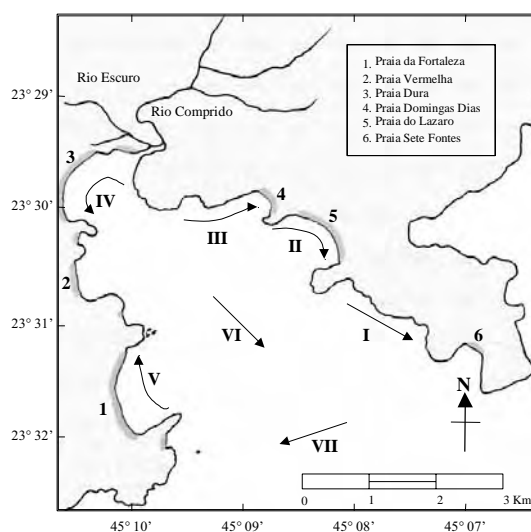 Rio Escuro
Rio Comprido
1. Praia da Fortaleza
2. Praia Vermelha
3. Praia Dura
4. Praia Domingas Dias
5. Praia do Lazaro
6. Praia Sete Fontes
23° 29'
23° 30'
23° 31'
23° 32'
3
IV
4
5
III
II
2
VI
I
6
V
1
N
VII
0 1 2 3 Km
45° 10' 45° 09' 45° 08' 45° 07'